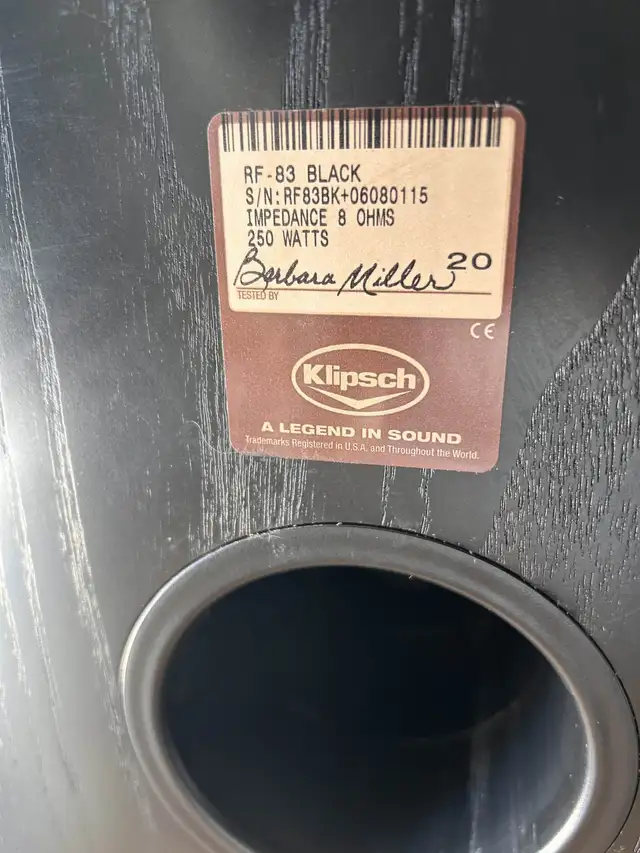 RF-83 BLACK
S/N:RF83BK+06080115
IMPEDANCE 8 OHMS
250 WATTS
Barbara Miller 20
TESTED BY
CE
Klipsch
A LEGEND IN SOUND
Trademarks Registered in U.S.A. and Throughout the World.